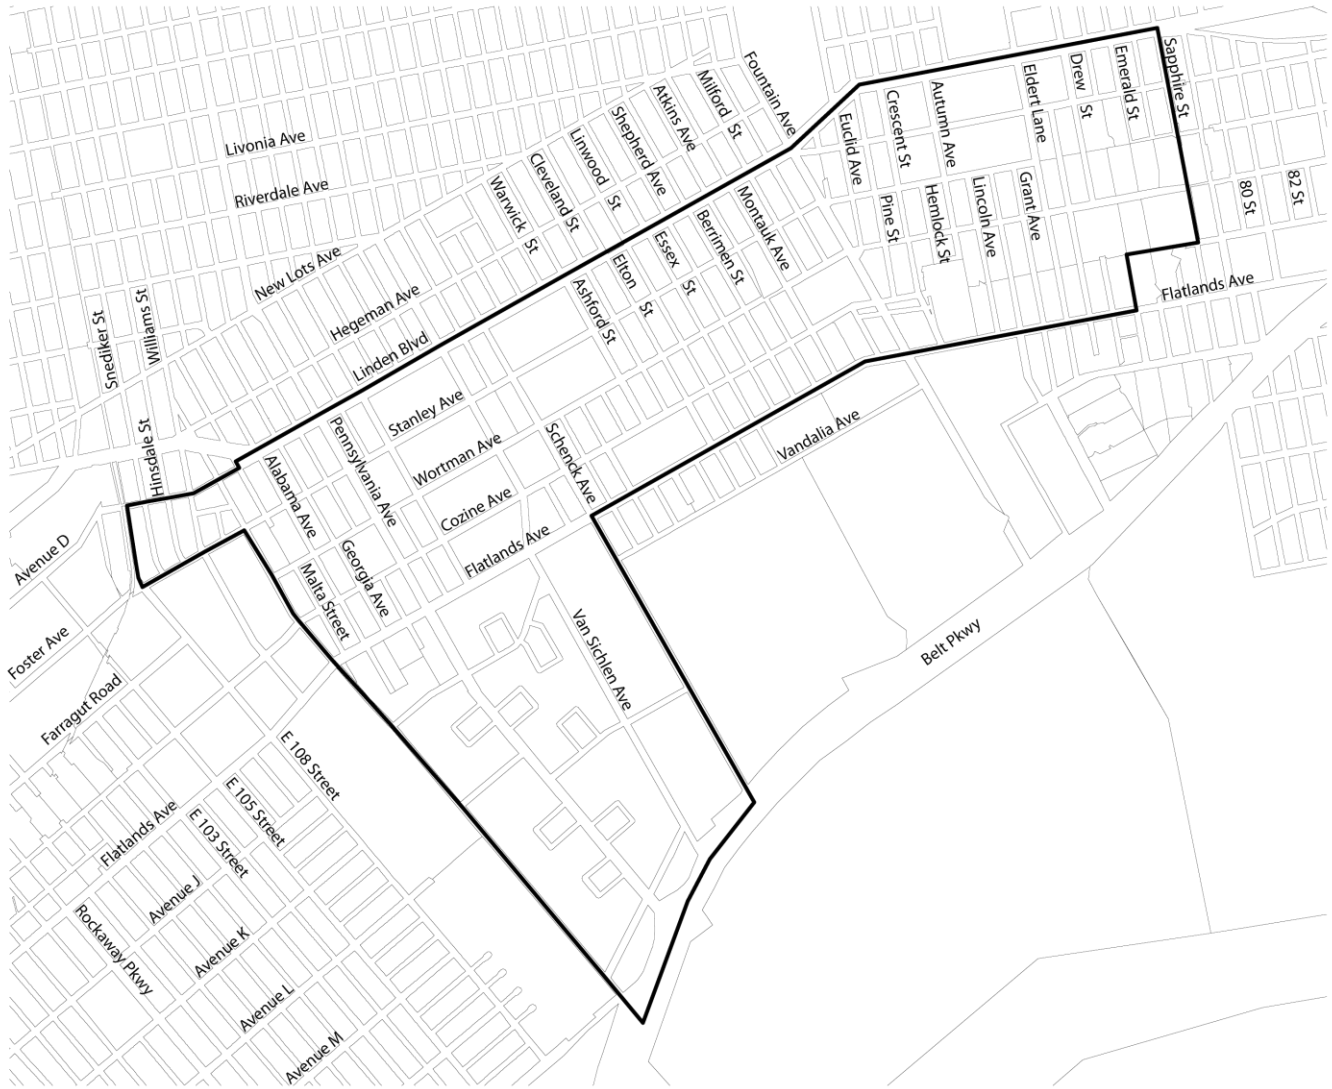 Sapphire St
Emerald St
Drew St
Eldert Lane
Autumn Ave
Crescent St
Euclid Ave
Fountain Ave
Milford St
Atkins Ave
Shepherd Ave
Linwood St
Cleveland St
Warwick St
Livonia Ave
Riverdale Ave
New Lots Ave
Hegeman Ave
Linden Blvd
Snediker St
Williams St
Hinsdale St
82 St
80 St
Grant Ave
Lincoln Ave
Hemlock St
Pine St
Montauk Ave
Berrimen St
Essex St
Elton St
Ashford St
Flatlands Ave
Stanley Ave
Wortman Ave
Cozine Ave
Flatlands Ave
Schenck Ave
Vandalia Ave
Pennsylvania Ave
Alabama Ave
Georgia Ave
Malta Street
Van Sichlen Ave
Belt Pkwy
Avenue D
Foster Ave
Farragut Road
E 108 Street
E 105 Street
E 103 Street
Flatlands Ave
Avenue J
Rockaway Pkwy
Avenue K
Avenue L
Avenue M